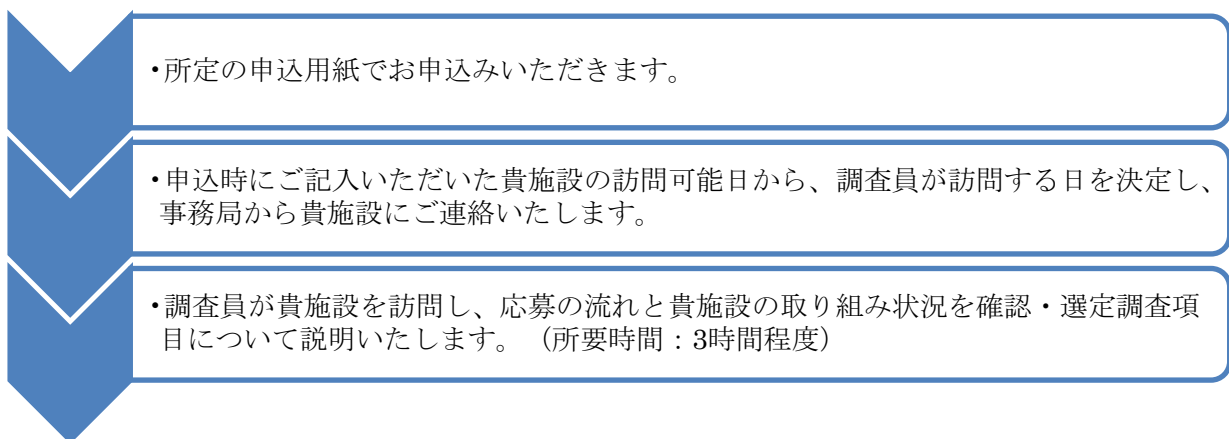 ・所定の申込用紙でお申込みいただきます。
・申込時にご記入いただいた貴施設の訪問可能日から、調査員が訪問する日を決定し、
事務局から貴施設にご連絡いたします。
・調査員が貴施設を訪問し、応募の流れと貴施設の取り組み状況を確認・選定調査項
目について説明いたします。（所要時間：3時間程度）